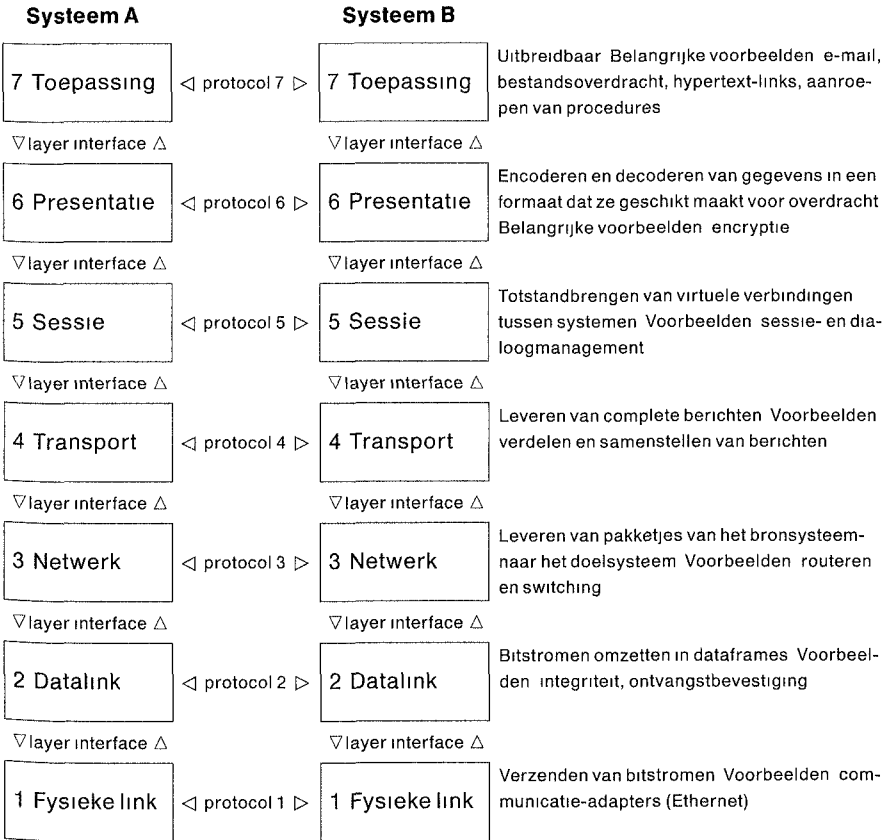 Systeem A Systeem B
7 Toepassing ◁ protocol 7 ▷ 7 Toepassing
Uitbreidbaar Belangrijke voorbeelden e-mail,
bestandsoverdracht, hypertext-links, aanroe-
pen van procedures
▽ layer interface △ ▽ layer interface △
6 Presentatie ◁ protocol 6 ▷ 6 Presentatie
Encoderen en decoderen van gegevens in een
formaat dat ze geschikt maakt voor overdracht
Belangrijke voorbeelden encryptie
▽ layer interface △ ▽ layer interface △
5 Sessie ◁ protocol 5 ▷ 5 Sessie
Totstandbrengen van virtuele verbindingen
tussen systemen Voorbeelden sessie- en dia-
loogmanagement
▽ layer interface △ ▽ layer interface △
4 Transport ◁ protocol 4 ▷ 4 Transport
Leveren van complete berichten Voorbeelden
verdelen en samenstellen van berichten
▽ layer interface △ ▽ layer interface △
3 Netwerk ◁ protocol 3 ▷ 3 Netwerk
Leveren van pakketjes van het bronsysteem-
naar het doelsysteem Voorbeelden routeren
en switching
▽ layer interface △ ▽ layer interface △
2 Datalink ◁ protocol 2 ▷ 2 Datalink
Bitstromen omzetten in dataframes Voorbeel-
den integriteit, ontvangstbevestiging
▽ layer interface △ ▽ layer interface △
1 Fysieke link ◁ protocol 1 ▷ 1 Fysieke link
Verzenden van bitstromen Voorbeelden com-
municatie-adapters (Ethernet)